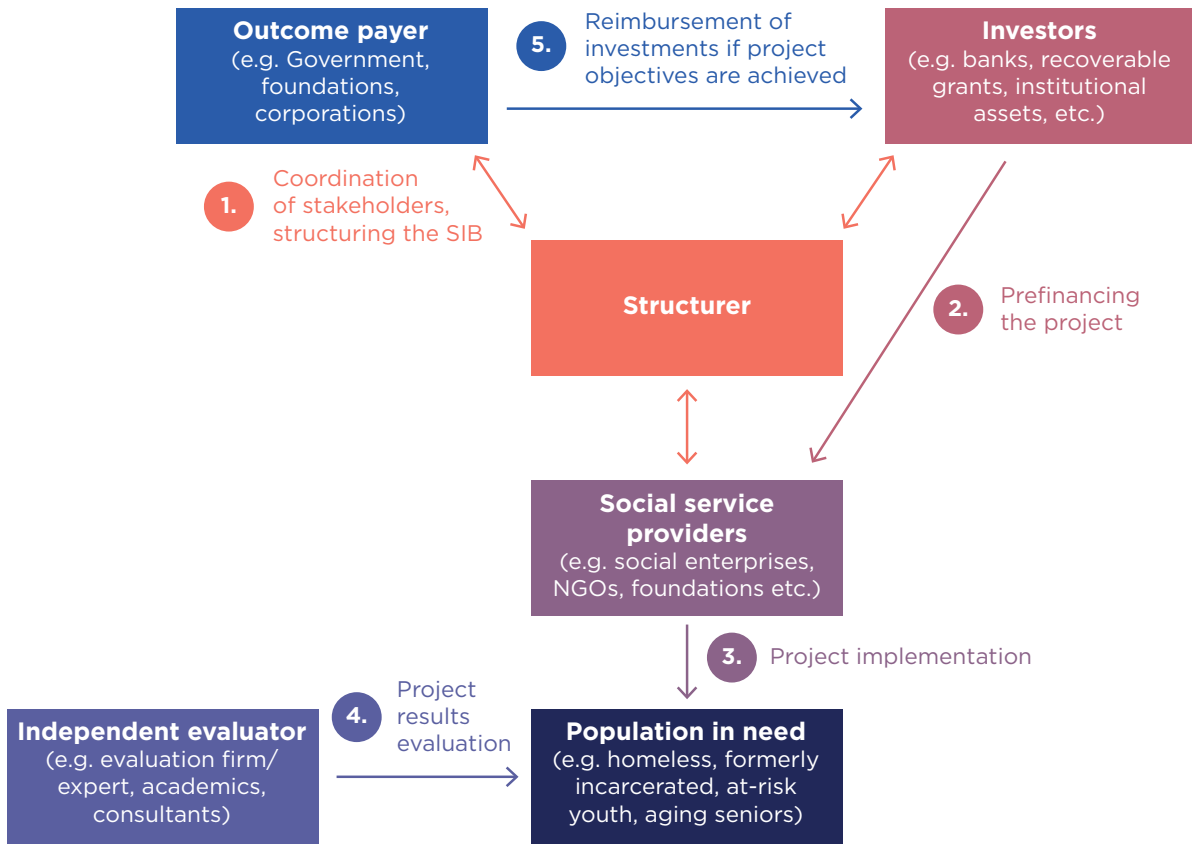 Outcome payer
(e.g. Government,
foundations,
corporations)
5.
Reimbursement of
investments if project
objectives are achieved
Investors
(e.g. banks, recoverable
grants, institutional
assets, etc.)
1.
Coordination
of stakeholders,
structuring the SIB
Structurer
2.
Prefinancing
the project
Social service
providers
(e.g. social enterprises,
NGOs, foundations etc.)
3.
Project implementation
Independent evaluator
(e.g. evaluation firm/
expert, academics,
consultants)
4.
Project
results
evaluation
Population in need
(e.g. homeless, formerly
incarcerated, at-risk
youth, aging seniors)